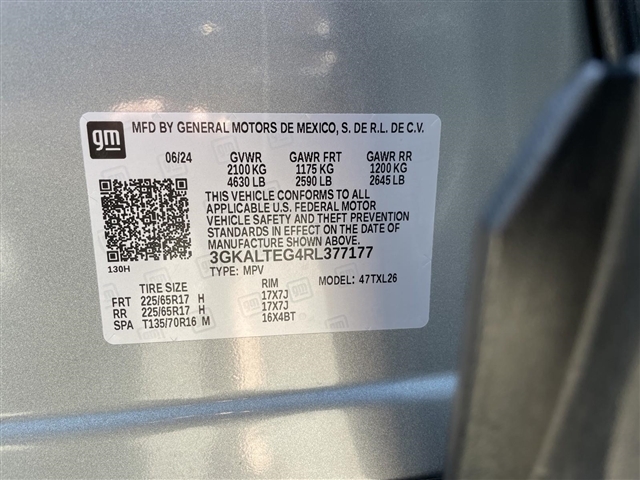 gm
MFD BY GENERAL MOTORS DE MEXICO, S. DE R.L. DE C.V.
06/24 GVWR GAWR FRT GAWR RR
2100 KG 1175 KG 1200 KG
4630 LB 2590 LB 2645 LB
THIS VEHICLE CONFORMS TO ALL
APPLICABLE U.S. FEDERAL MOTOR
VEHICLE SAFETY AND THEFT PREVENTION
STANDARDS IN EFFECT ON THE DATE OF
MANUFACTURE SHOWN ABOVE.
3GKALTEG4RL377177
130H
TYPE: MPV MODEL: 47TXL26
TIRE SIZE RIM
FRT 225/65R17 H 17X7J
RR 225/65R17 H 17X7J
SPA T135/70R16 M 16X4BT